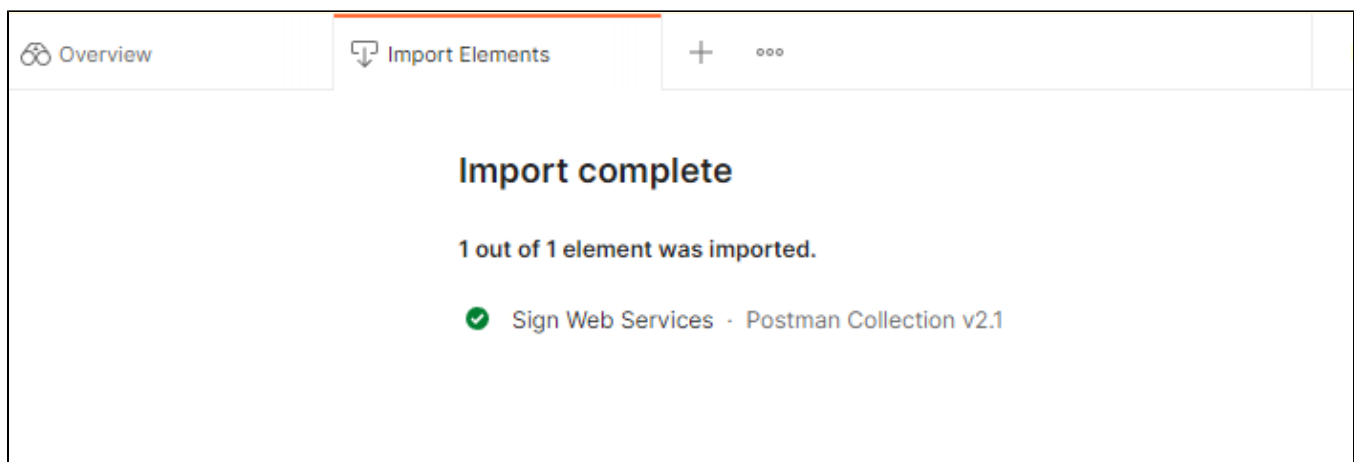 Overview
Import Elements
Import complete
1 out of 1 element was imported.
Sign Web Services · Postman Collection v2.1